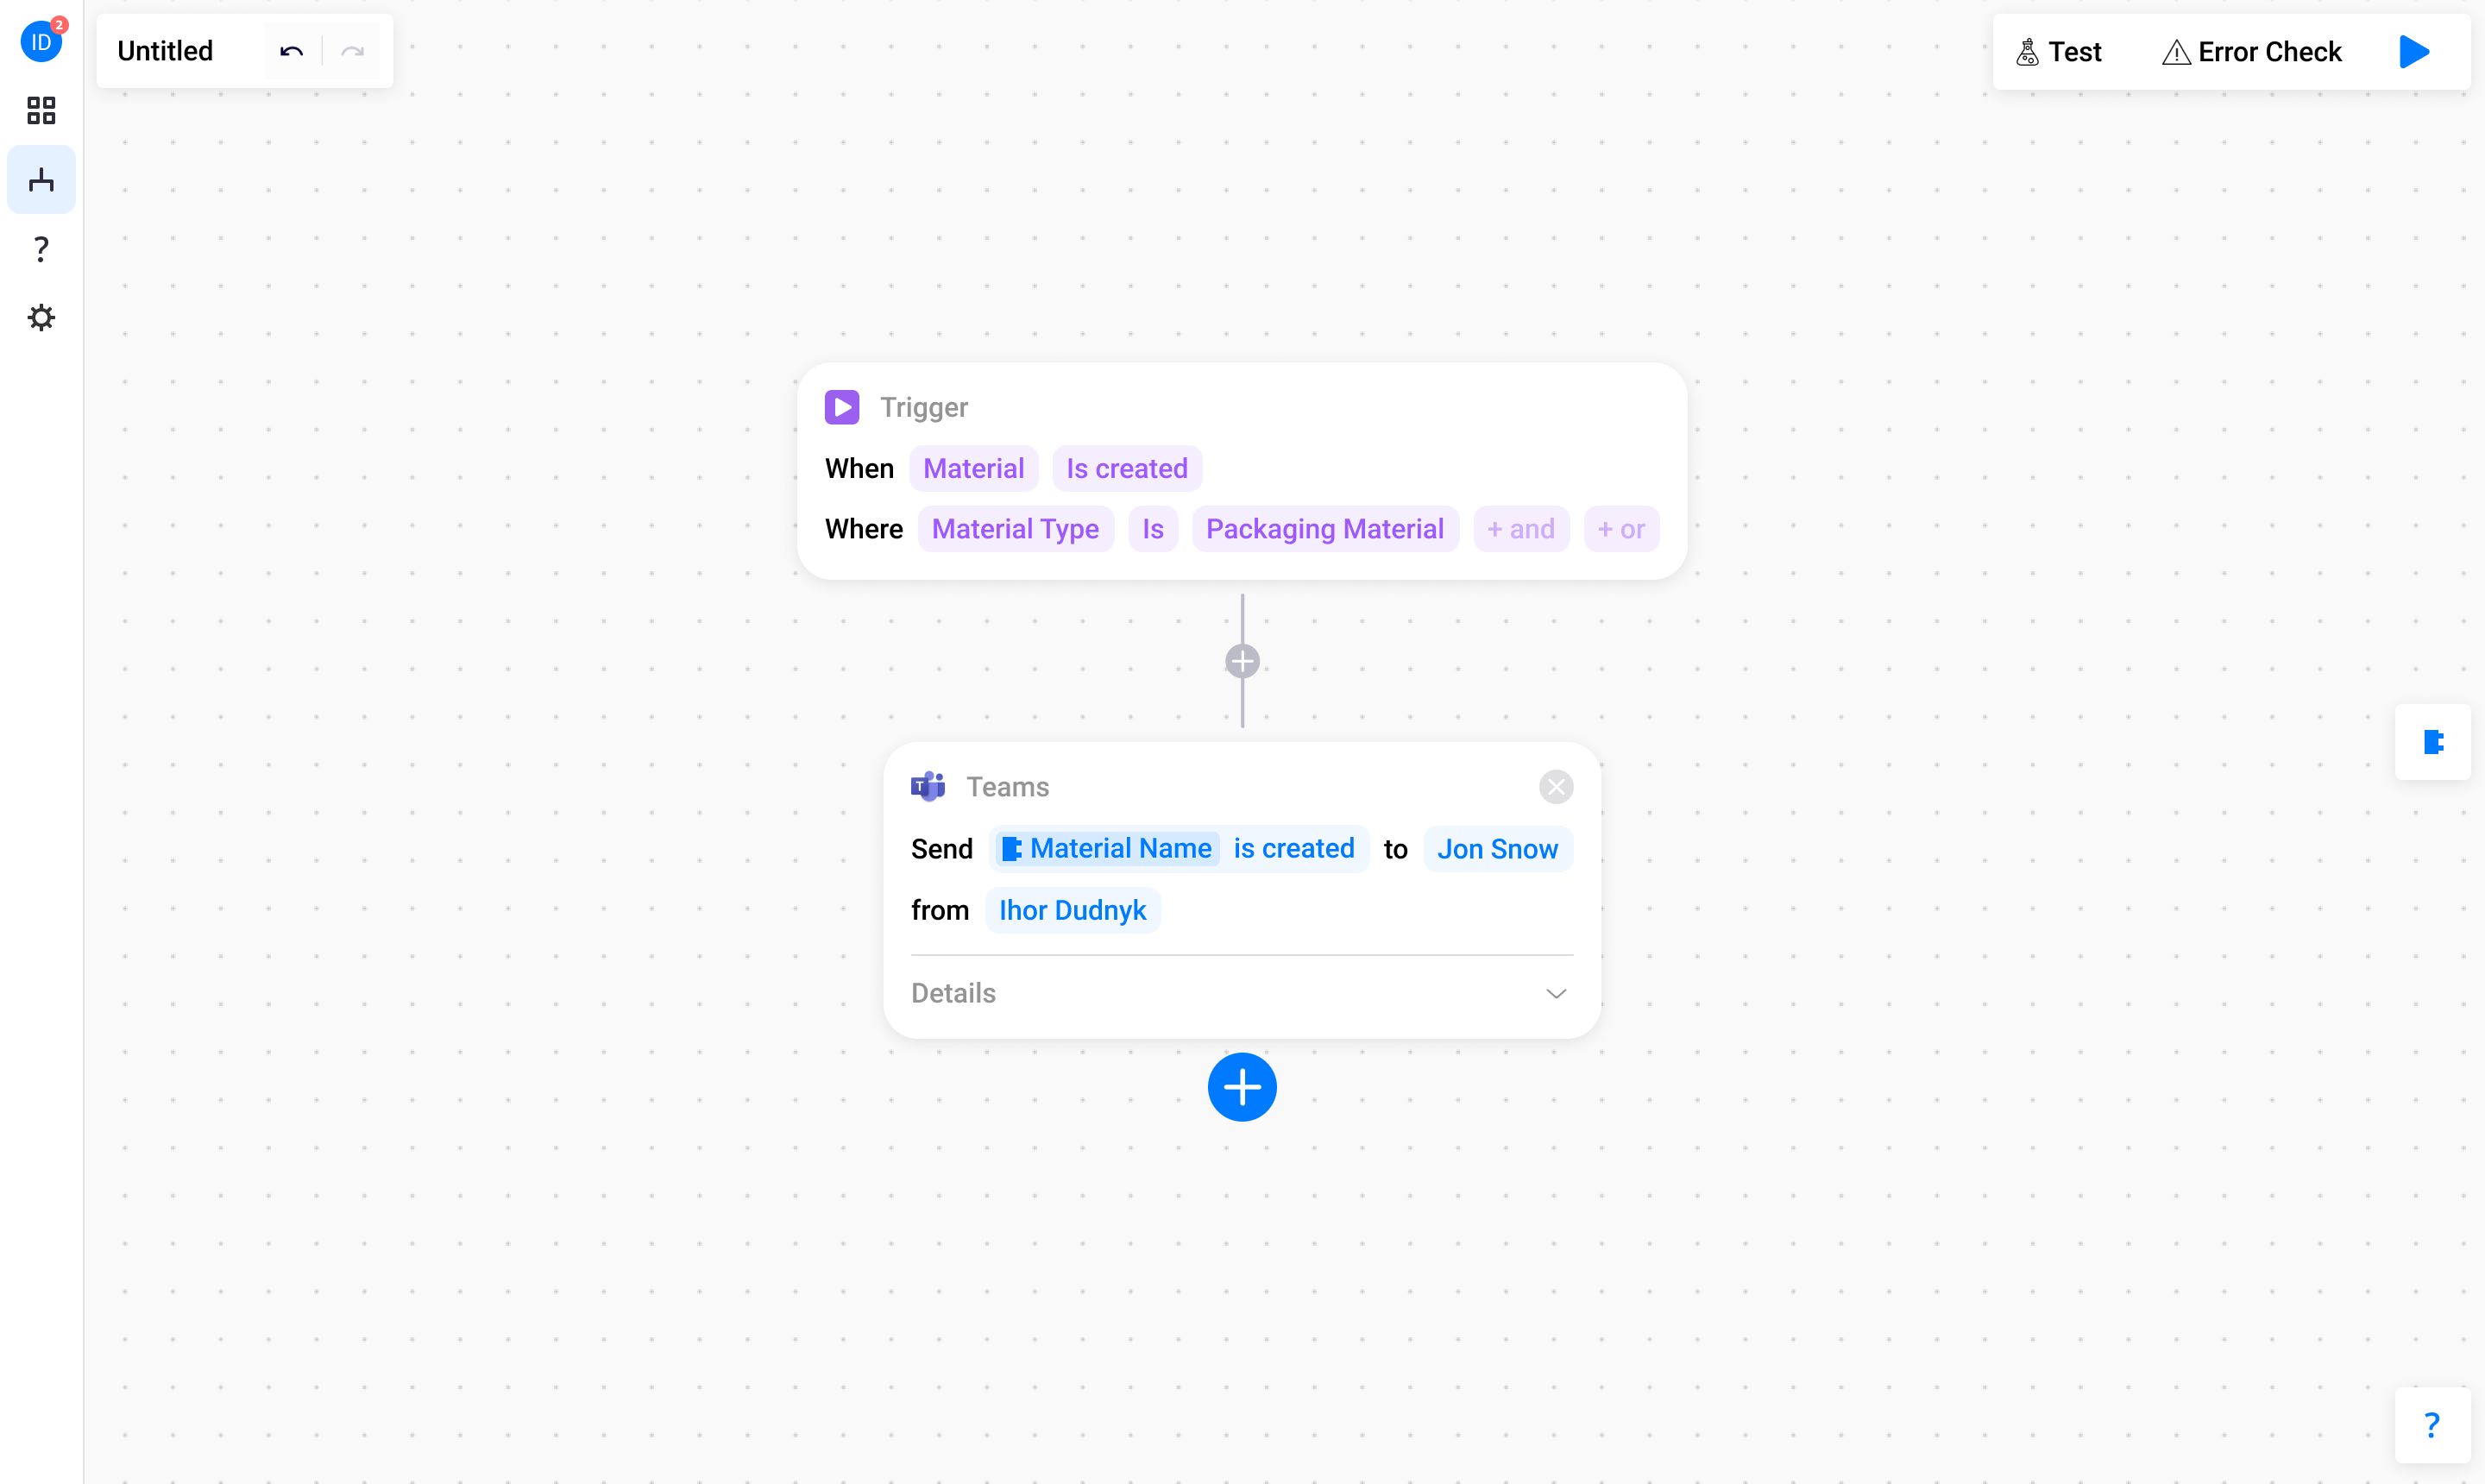 ID 2
Untitled
Test Error Check
?
Trigger
When Material Is created
Where Material Type Is Packaging Material + and + or
T Teams
Send Material Name is created to Jon Snow
from Ihor Dudnyk
Details
?